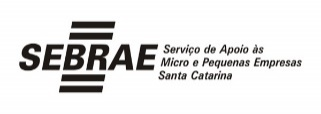 SEBRAE
Serviço de Apoio às
Micro e Pequenas Empresas
Santa Catarina